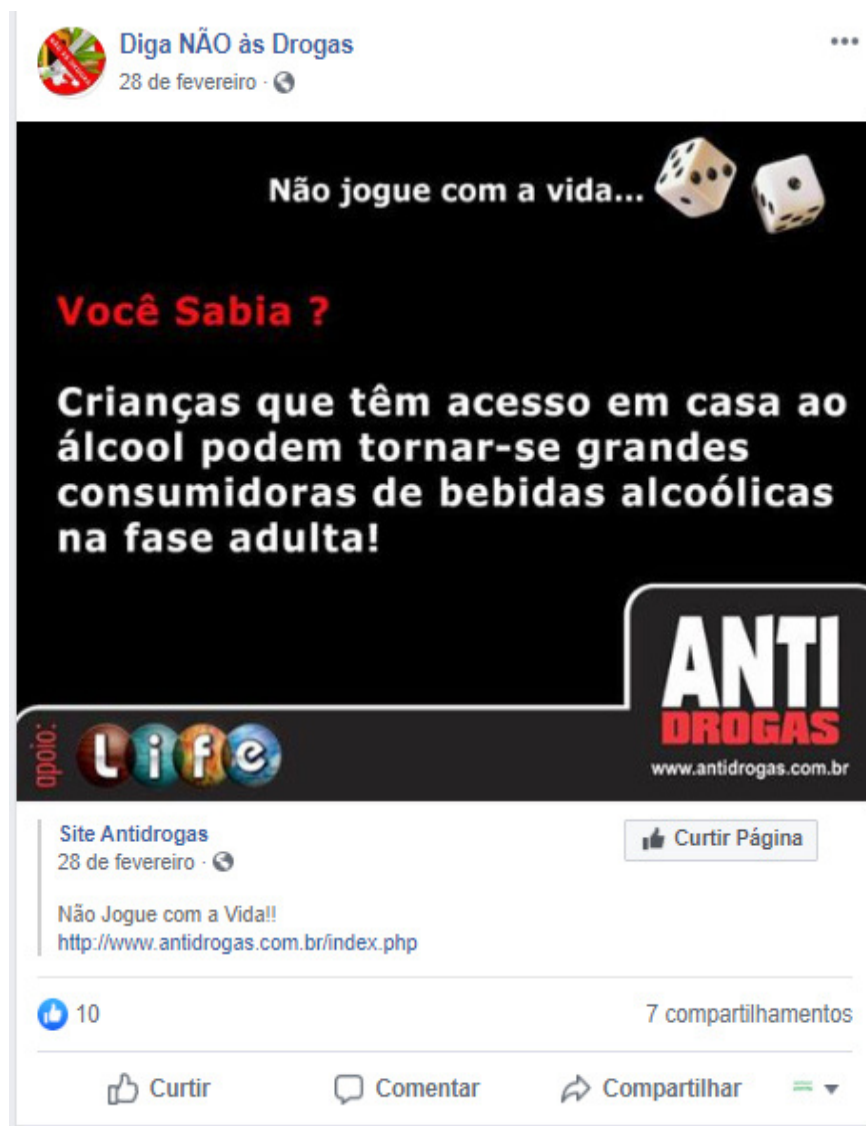 Diga NÃO às Drogas
28 de fevereiro ·
Não jogue com a vida...
Você Sabia ?
Crianças que têm acesso em casa ao
álcool podem tornar-se grandes
consumidoras de bebidas alcoólicas
na fase adulta!
ANTI
DROGAS
www.antidrogas.com.br
apoio:
Life
Site Antidrogas
28 de fevereiro ·
Curtir Página
Não Jogue com a Vida!!
http://www.antidrogas.com.br/index.php
10
7 compartilhamentos
Curtir
Comentar
Compartilhar